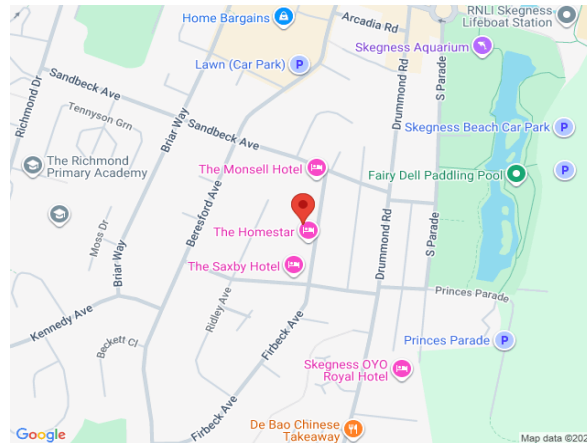 RNLI Skegness
Lifeboat Station
Home Bargains
Arcadia Rd
Skegness Aquarium
Lawn (Car Park)
P
Richmond Dr
Sandbeck Ave
Tennyson Grn
Briar Way
Drummond Rd
S Parade
Skegness Beach Car Park
P
Sandbeck Ave
The Richmond
Primary Academy
The Monsell Hotel
Fairy Dell Paddling Pool
P
Beresford Ave
Moss Dr
The Homestar
S Parade
Briar Way
The Saxby Hotel
Drummond Rd
Princes Parade
Kennedy Ave
Ridley Ave
Beckett Cl
Firbeck Ave
Princes Parade
P
Skegness OYO
Royal Hotel
Firbeck Ave
De Bao Chinese
Takeaway
Google
Map data ©202